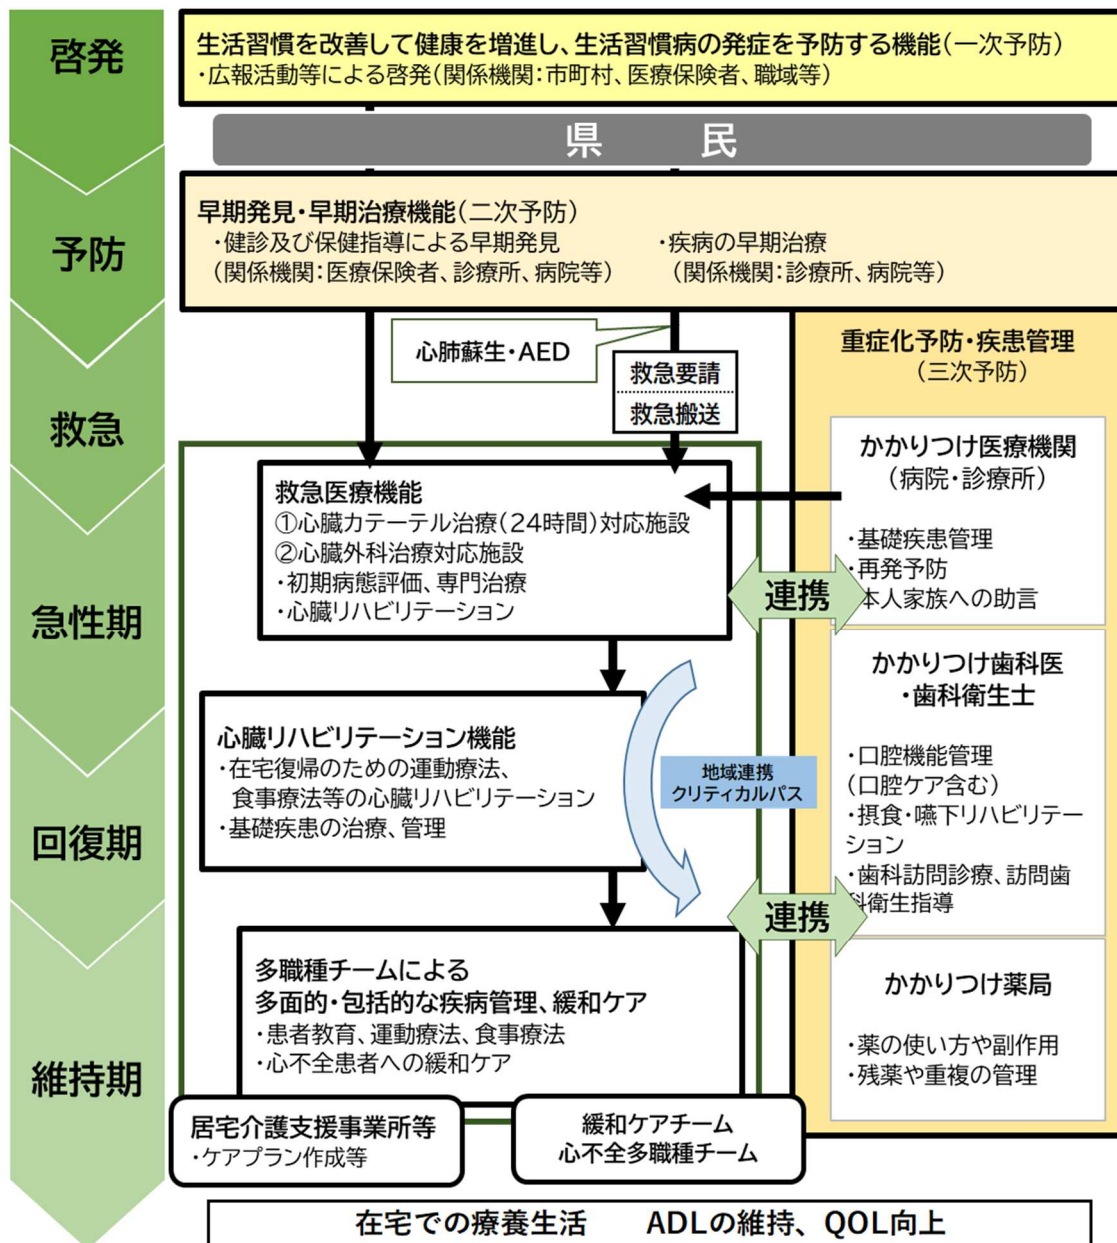 啓発
生活習慣を改善して健康を増進し、生活習慣病の発症を予防する機能(一次予防)
・広報活動等による啓発(関係機関:市町村、医療保険者、職域等)
県　民
予防
早期発見・早期治療機能(二次予防)
・健診及び保健指導による早期発見
(関係機関:医療保険者、診療所、病院等)
・疾病の早期治療
(関係機関:診療所、病院等)
救急
心肺蘇生・AED
救急要請
救急搬送
急性期
救急医療機能
①心臓カテーテル治療(24時間)対応施設
②心臓外科治療対応施設
・初期病態評価、専門治療
・心臓リハビリテーション
回復期
心臓リハビリテーション機能
・在宅復帰のための運動療法、
食事療法等の心臓リハビリテーション
・基礎疾患の治療、管理
地域連携
クリティカルパス
維持期
多職種チームによる
多面的・包括的な疾病管理、緩和ケア
・患者教育、運動療法、食事療法
・心不全患者への緩和ケア
居宅介護支援事業所等
・ケアプラン作成等
緩和ケアチーム
心不全多職種チーム
連携
連携
重症化予防・疾患管理
(三次予防)
かかりつけ医療機関
(病院・診療所)
・基礎疾患管理
・再発予防
本人家族への助言
かかりつけ歯科医
・歯科衛生士
・口腔機能管理
(口腔ケア含む)
・摂食・嚥下リハビリテー
ション
・歯科訪問診療、訪問歯
科衛生指導
かかりつけ薬局
・薬の使い方や副作用
・残薬や重複の管理
在宅での療養生活　ADLの維持、QOL向上